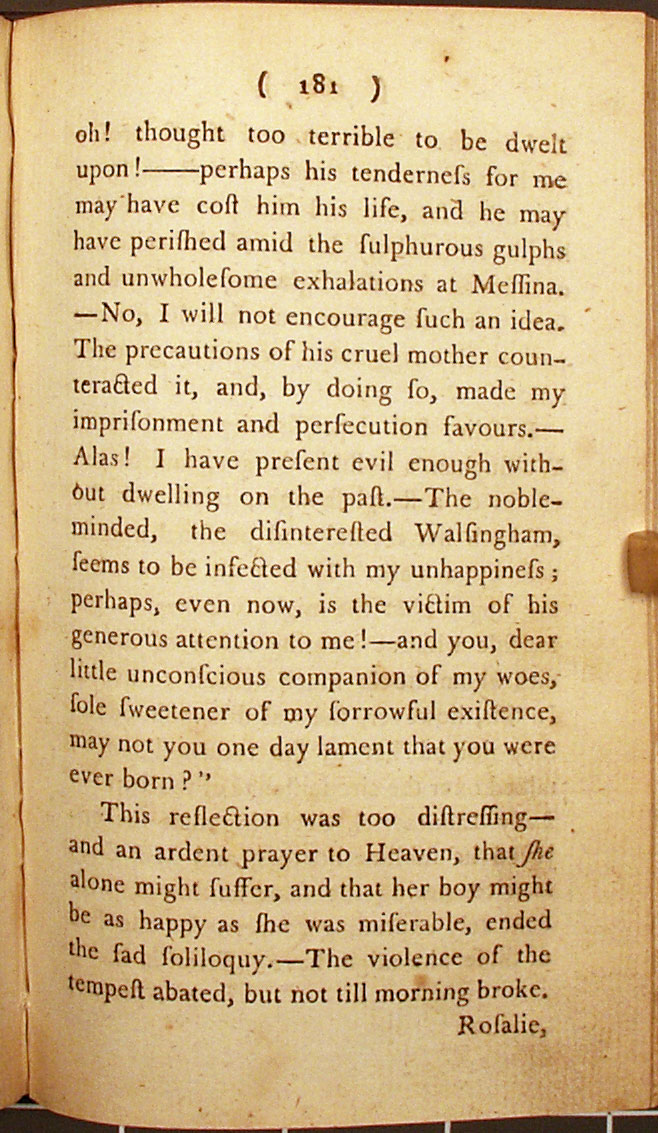 ( 181 )
oh! thought too terrible to be dwelt
upon!——perhaps his tenderneſs for me
may have coſt him his life, and he may
have periſhed amid the ſulphurous gulphs
and unwholeſome exhalations at Meſſina.
—No, I will not encourage ſuch an idea.
The precautions of his cruel mother coun-
teracted it, and, by doing ſo, made my
impriſonment and perſecution favours.—
Alas! I have preſent evil enough with-
out dwelling on the paſt.—The noble-
minded, the diſintereſted Walſingham,
ſeems to be infected with my unhappineſs;
perhaps, even now, is the victim of his
generous attention to me!—and you, dear
little unconſcious companion of my woes,
ſole ſweetener of my ſorrowful exiſtence,
may not you one day lament that you were
ever born?”
This reflection was too diſtreſſing—
and an ardent prayer to Heaven, that ſhe
alone might ſuffer, and that her boy might
be as happy as ſhe was miſerable, ended
the ſad ſoliloquy.—The violence of the
tempeſt abated, but not till morning broke.
Roſalie,